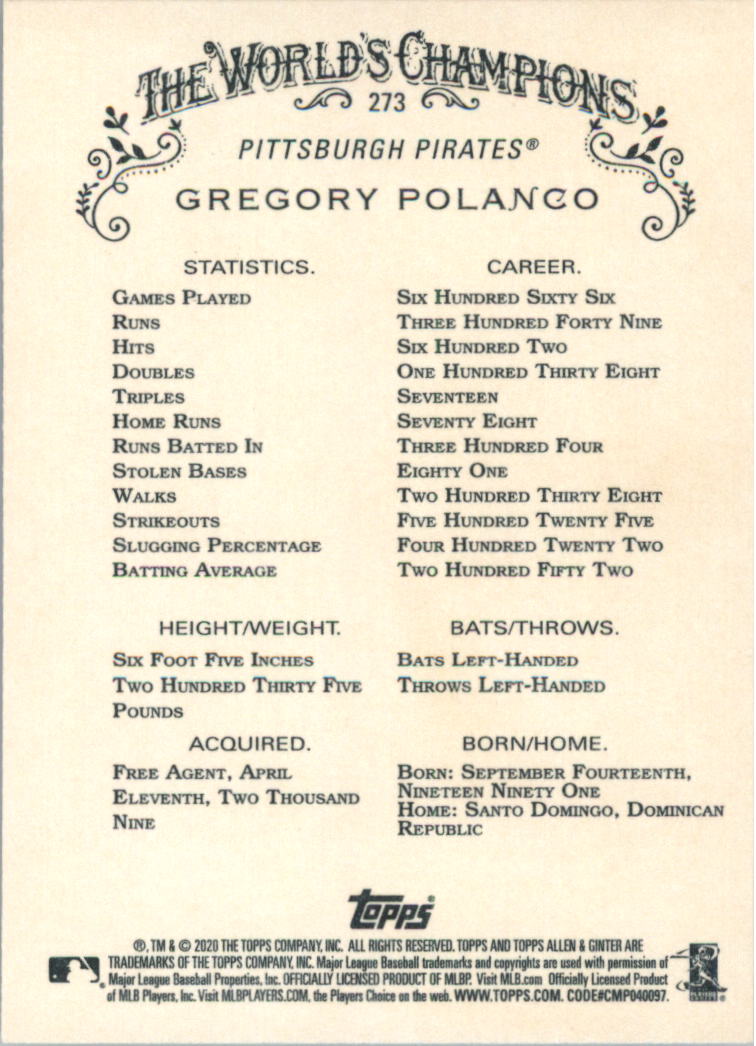 THE WORLD'S CHAMPIONS
273
PITTSBURGH PIRATES®
GREGORY POLANCO
STATISTICS. CAREER.
GAMES PLAYED SIX HUNDRED SIXTY SIX
RUNS THREE HUNDRED FORTY NINE
HITS SIX HUNDRED TWO
DOUBLES ONE HUNDRED THIRTY EIGHT
TRIPLES SEVENTEEN
HOME RUNS SEVENTY EIGHT
RUNS BATTED IN THREE HUNDRED FOUR
STOLEN BASES EIGHTY ONE
WALKS TWO HUNDRED THIRTY EIGHT
STRIKEOUTS FIVE HUNDRED TWENTY FIVE
SLUGGING PERCENTAGE FOUR HUNDRED TWENTY TWO
BATTING AVERAGE TWO HUNDRED FIFTY TWO
HEIGHT/WEIGHT.
SIX FOOT FIVE INCHES
TWO HUNDRED THIRTY FIVE
POUNDS
BATS/THROWS.
BATS LEFT-HANDED
THROWS LEFT-HANDED
ACQUIRED.
FREE AGENT, APRIL
ELEVENTH, TWO THOUSAND
NINE
BORN/HOME.
BORN: SEPTEMBER FOURTEENTH,
NINETEEN NINETY ONE
HOME: SANTO DOMINGO, DOMINICAN
REPUBLIC
topps®
®, TM & © 2020 THE TOPPS COMPANY, INC. ALL RIGHTS RESERVED. TOPPS AND TOPPS ALLEN & GINTER ARE
TRADEMARKS OF THE TOPPS COMPANY, INC. Major League Baseball trademarks and copyrights are used with permission of
Major League Baseball Properties, Inc. OFFICIALLY LICENSED PRODUCT OF MLBP. Visit MLB.com Officially Licensed Product
of MLB Players, Inc. Visit MLBPLAYERS.COM, the Players Choice on the web. WWW.TOPPS.COM. CODE#CMP040097.